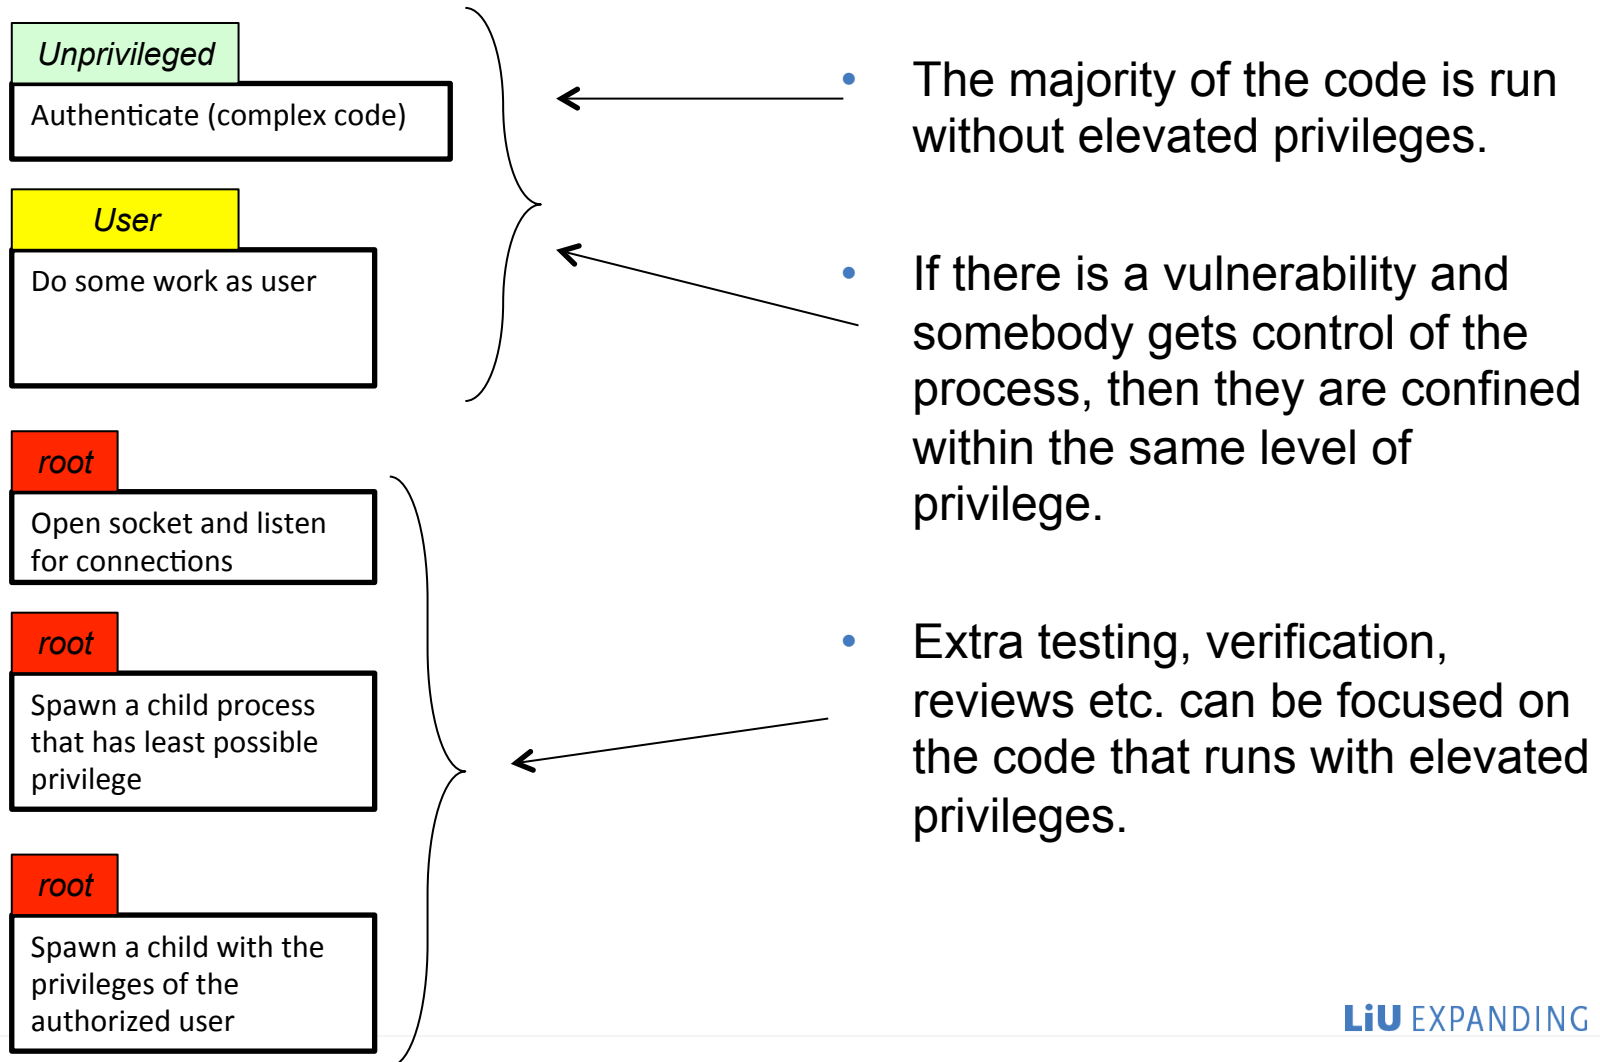 Unprivileged
Authenticate (complex code)
User
Do some work as user
root
Open socket and listen
for connections
root
Spawn a child process
that has least possible
privilege
root
Spawn a child with the
privileges of the
authorized user
• The majority of the code is run
without elevated privileges.
• If there is a vulnerability and
somebody gets control of the
process, then they are confined
within the same level of
privilege.
• Extra testing, verification,
reviews etc. can be focused on
the code that runs with elevated
privileges.
LiU EXPANDING